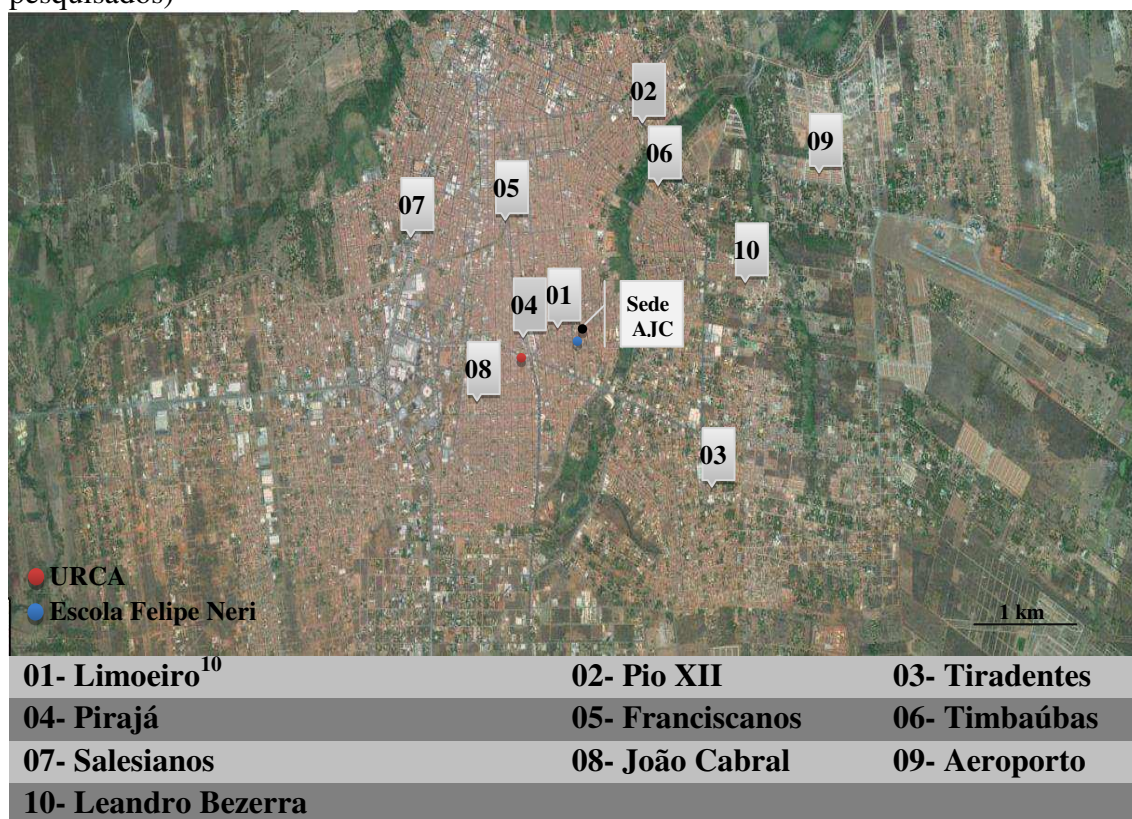 pesquisados)
02
09
06
05
07
10
01
04
Sede
AJC
08
03
URCA
Escola Felipe Neri
1 km
01- Limoeiro10 02- Pio XII 03- Tiradentes
04- Pirajá 05- Franciscanos 06- Timbaúbas
07- Salesianos 08- João Cabral 09- Aeroporto
10- Leandro Bezerra